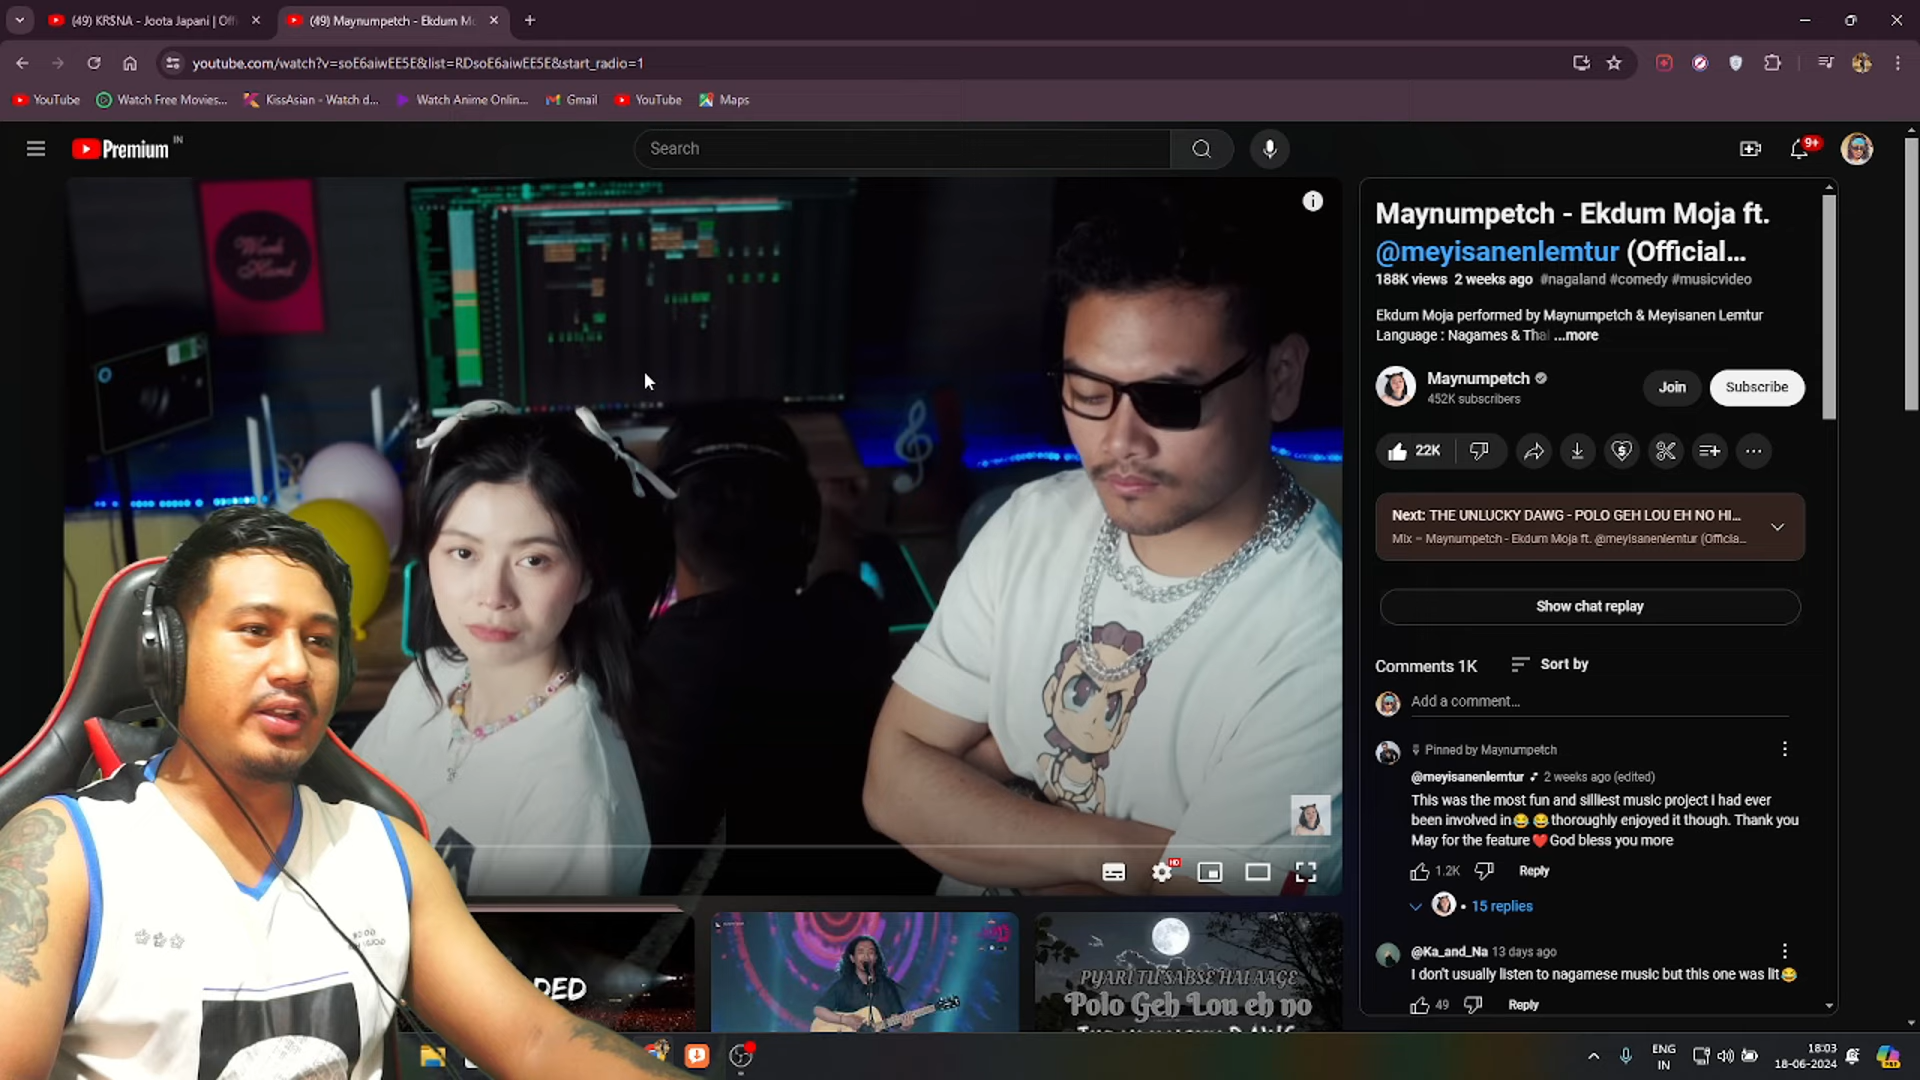 (49) KR$NA - Joota Japani | Off
(49) Maynumpetch - Ekdum Mo
youtube.com/watch?v=soE6aiwEE5E&list=RDsoE6aiwEE5E&start_radio=1
YouTube
Watch Free Movies...
KissAsian - Watch d...
Watch Anime Onlin...
Gmail
YouTube
Maps
Premium IN
Search
9+
Work
Hard
Maynumpetch - Ekdum Moja ft.
@meyisanenlemtur (Official...
188K views 2 weeks ago #nagaland #comedy #musicvideo
Ekdum Moja performed by Maynumpetch & Meyisanen Lemtur
Language : Nagames & Thai ...more
Maynumpetch
452K subscribers
Join
Subscribe
22K
Next: THE UNLUCKY DAWG - POLO GEH LOU EH NO HI...
Mix – Maynumpetch - Ekdum Moja ft. @meyisanenlemtur (Officia...
Show chat replay
Comments 1K
Sort by
Add a comment...
Pinned by Maynumpetch
@meyisanenlemtur 2 weeks ago (edited)
This was the most fun and silliest music project I had ever
been involved in😂 😂thoroughly enjoyed it though. Thank you
May for the feature ❤️God bless you more
1.2K
Reply
15 replies
@Ka_and_Na 13 days ago
I don't usually listen to nagamese music but this one was lit😂
49
Reply
HD
DED
PYARI TU SABSE HAI AAGE
Polo Geh Lou eh no
ENG
IN
18:03
18-06-2024